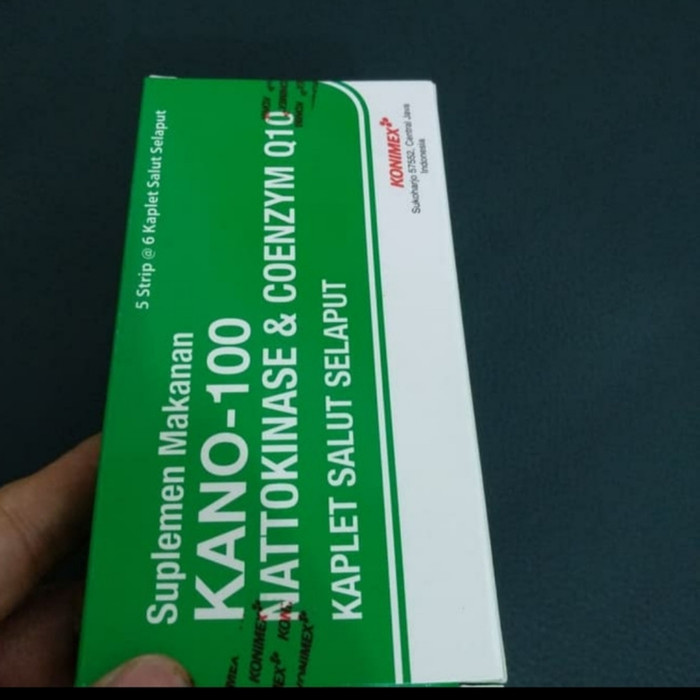 5 Strip @ 6 Kaplet Salut Selaput
Suplemen Makanan
KANO-100
NATTOKINASE & COENZYM Q10
KAPLET SALUT SELAPUT
KONIMEX
Sukoharjo 57552, Central Java
Indonesia
KONIMEX